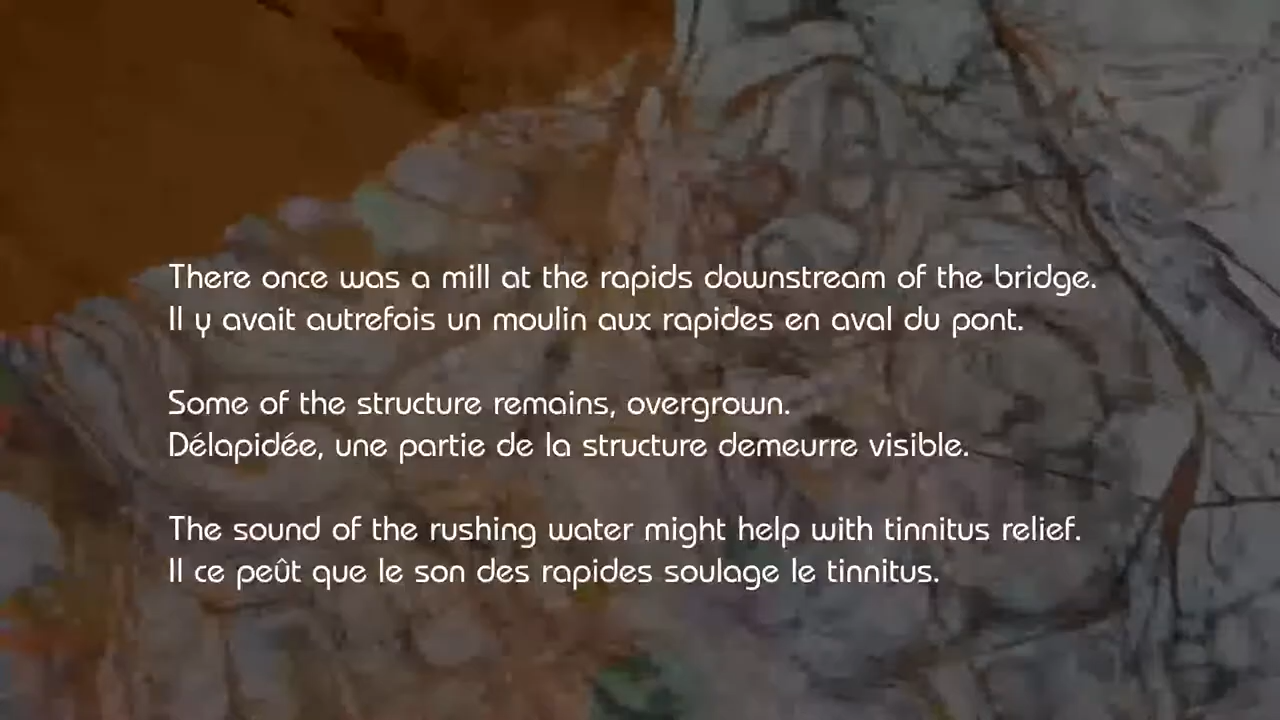 There once was a mill at the rapids downstream of the bridge.
Il y avait autrefois un moulin aux rapides en aval du pont.
Some of the structure remains, overgrown.
Délapidée, une partie de la structure demeurre visible.
The sound of the rushing water might help with tinnitus relief.
Il ce peût que le son des rapides soulage le tinnitus.